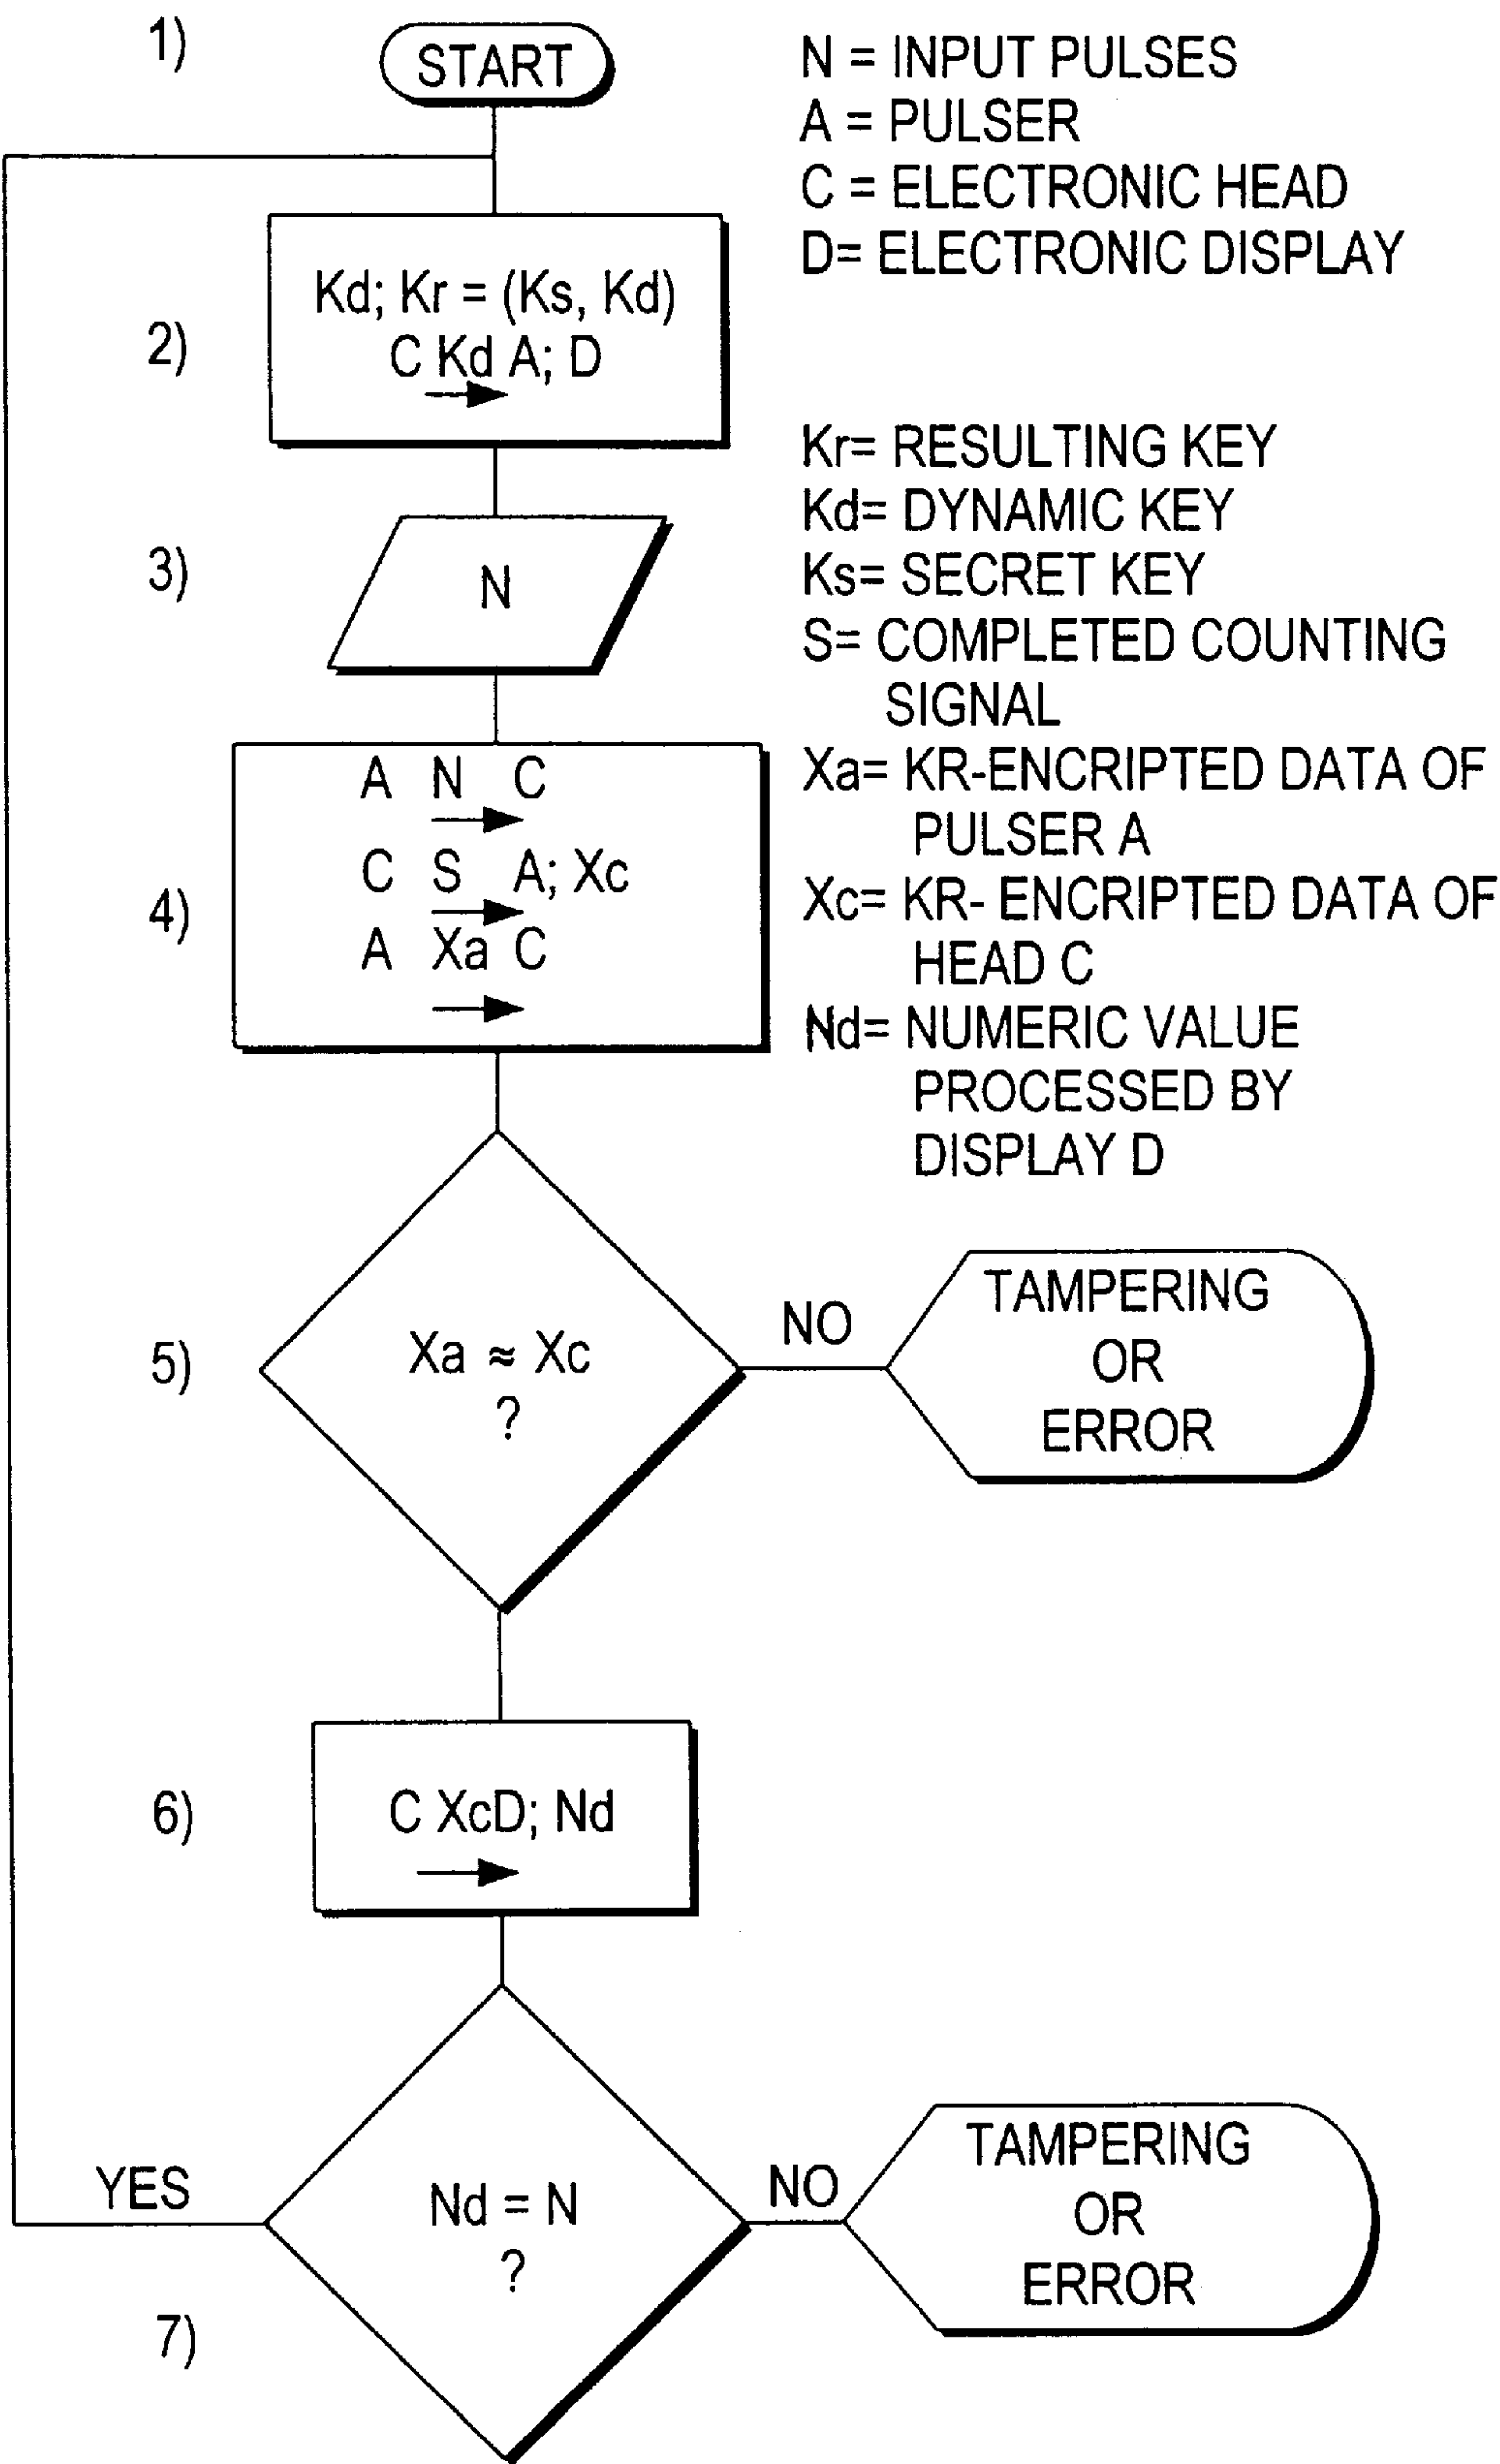 1)
START
N = INPUT PULSES
A = PULSER
C = ELECTRONIC HEAD
D= ELECTRONIC DISPLAY
2)
Kd; Kr = (Ks, Kd)
C Kd A; D
Kr= RESULTING KEY
Kd= DYNAMIC KEY
Ks= SECRET KEY
S= COMPLETED COUNTING
SIGNAL
Xa= KR-ENCRIPTED DATA OF
PULSER A
Xc= KR- ENCRIPTED DATA OF
HEAD C
Nd= NUMERIC VALUE
PROCESSED BY
DISPLAY D
3)
N
4)
A N C
C S A; Xc
A Xa C
5)
Xa ≈ Xc
?
NO
TAMPERING
OR
ERROR
6)
C XcD; Nd
YES
Nd = N
?
NO
TAMPERING
OR
ERROR
7)